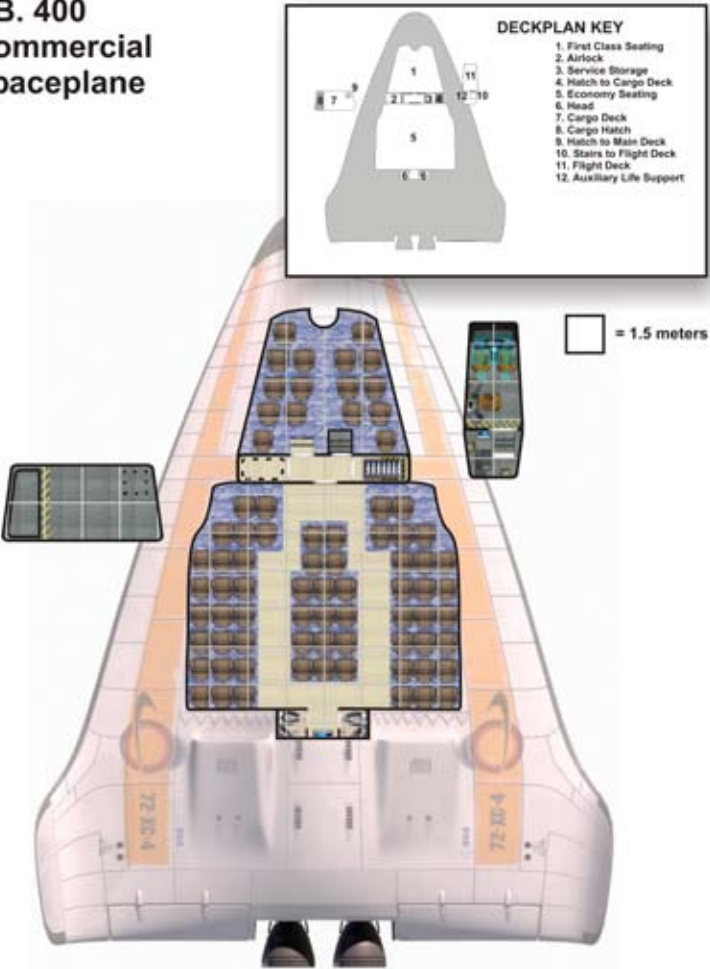 B. 400
ommercial
paceplane
DECKPLAN KEY
1. First Class Seating
2. Airlock
3. Service Storage
4. Hatch to Cargo Deck
5. Economy Seating
6. Head
7. Cargo Deck
8. Cargo Hatch
9. Hatch to Main Deck
10. Stairs to Flight Deck
11. Flight Deck
12. Auxiliary Life Support
1
11
9
8 7
2 3 4
12 10
5
6 6
= 1.5 meters
72-XC-4
72-XC-4